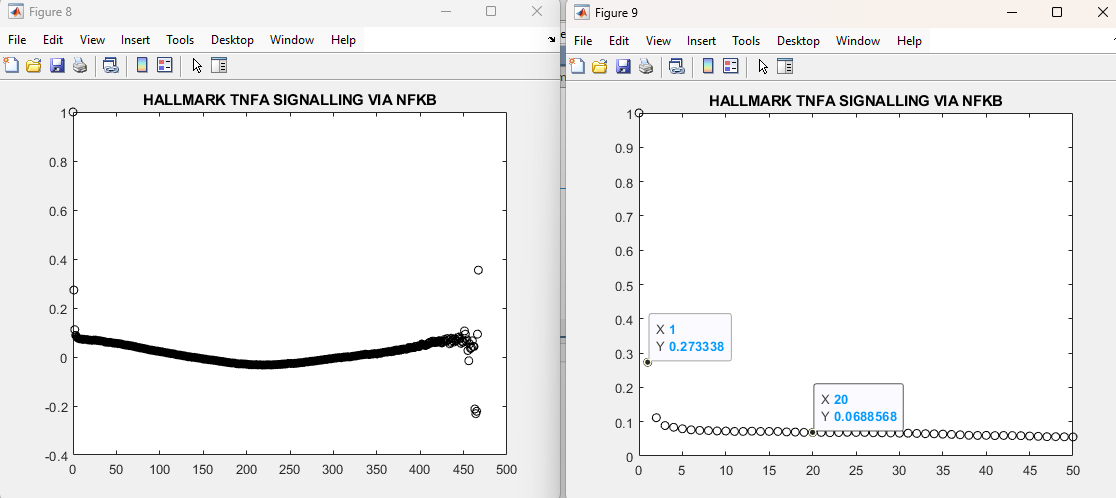 Figure 8
File Edit View Insert Tools Desktop Window Help
HALLMARK TNFA SIGNALLING VIA NFKB
1
0.8
0.6
0.4
0.2
0
-0.2
-0.4
0 50 100 150 200 250 300 350 400 450 500
Figure 9
File Edit View Insert Tools Desktop Window Help
HALLMARK TNFA SIGNALLING VIA NFKB
1
0.9
0.8
0.7
0.6
0.5
0.4
0.3
0.2
0.1
0
X 1
Y 0.273338
X 20
Y 0.0688568
0 5 10 15 20 25 30 35 40 45 50